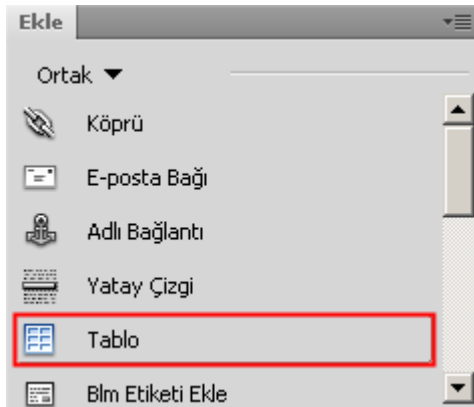 Ekle
Ortak
Köprü
E-posta Bağı
Adlı Bağlantı
Yatay Çizgi
Tablo
Blm Etiketi Ekle